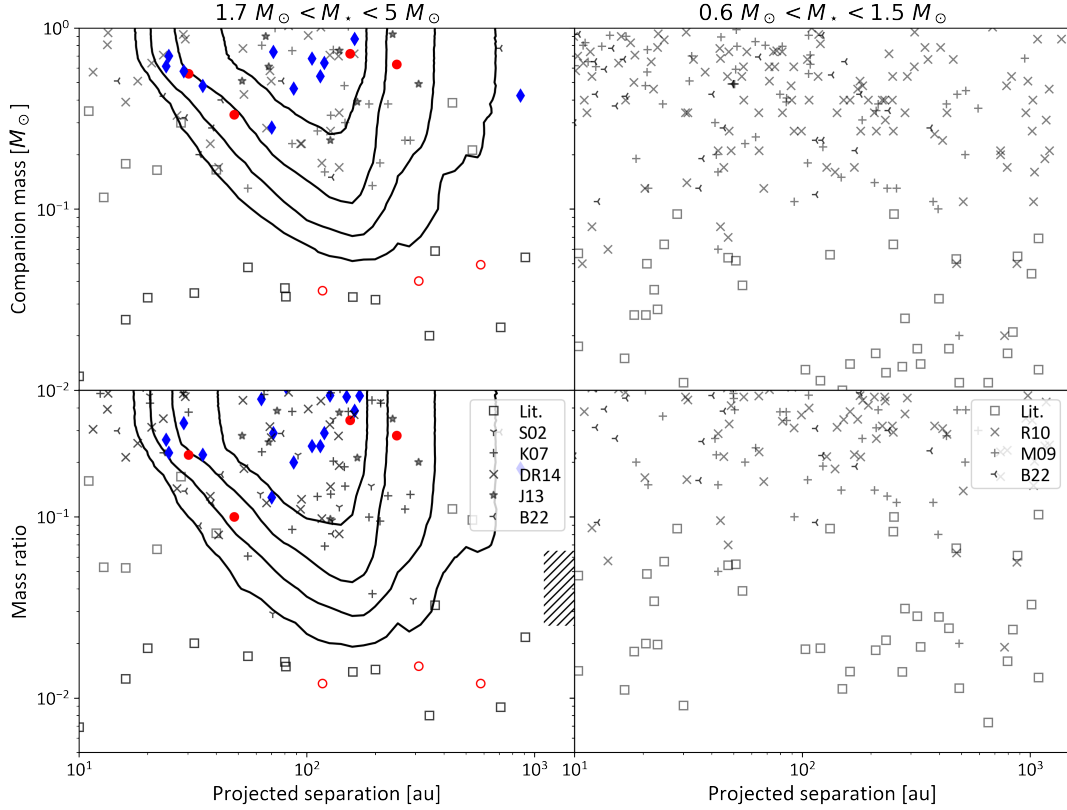 1.7 M⊙ < M⋆ < 5 M⊙
0.6 M⊙ < M⋆ < 1.5 M⊙
Companion mass [M⊙]
10⁰
10⁻¹
10⁻²
Lit.
S02
K07
DR14
J13
B22
Lit.
R10
M09
B22
Mass ratio
10⁻¹
10⁻²
10¹
10²
10³
10¹
10²
10³
Projected separation [au]
Projected separation [au]